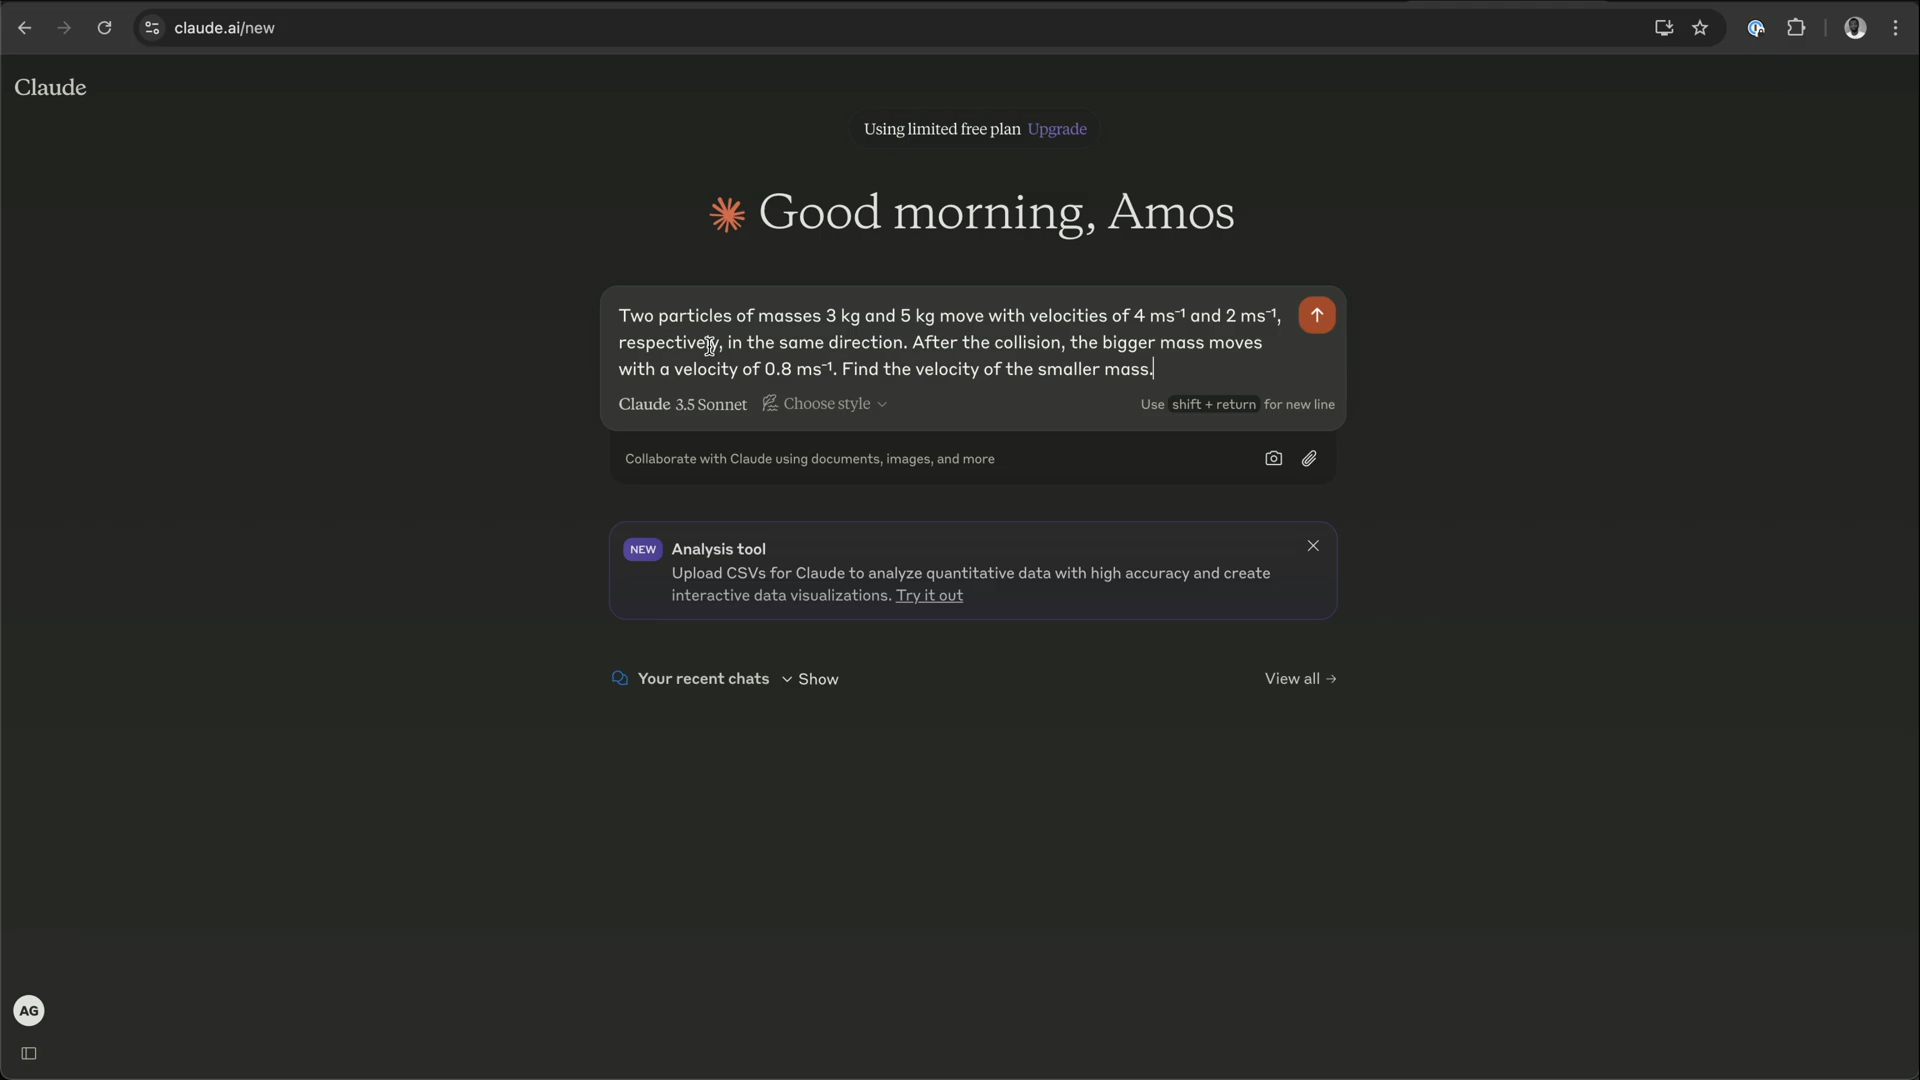 claude.ai/new
Claude
Using limited free plan Upgrade
Good morning, Amos
Two particles of masses 3 kg and 5 kg move with velocities of 4 ms⁻¹ and 2 ms⁻¹,
respectively, in the same direction. After the collision, the bigger mass moves
with a velocity of 0.8 ms⁻¹. Find the velocity of the smaller mass.
Claude 3.5 Sonnet Choose style Use shift + return for new line
Collaborate with Claude using documents, images, and more
NEW Analysis tool
Upload CSVs for Claude to analyze quantitative data with high accuracy and create
interactive data visualizations. Try it out
Your recent chats Show View all →
AG